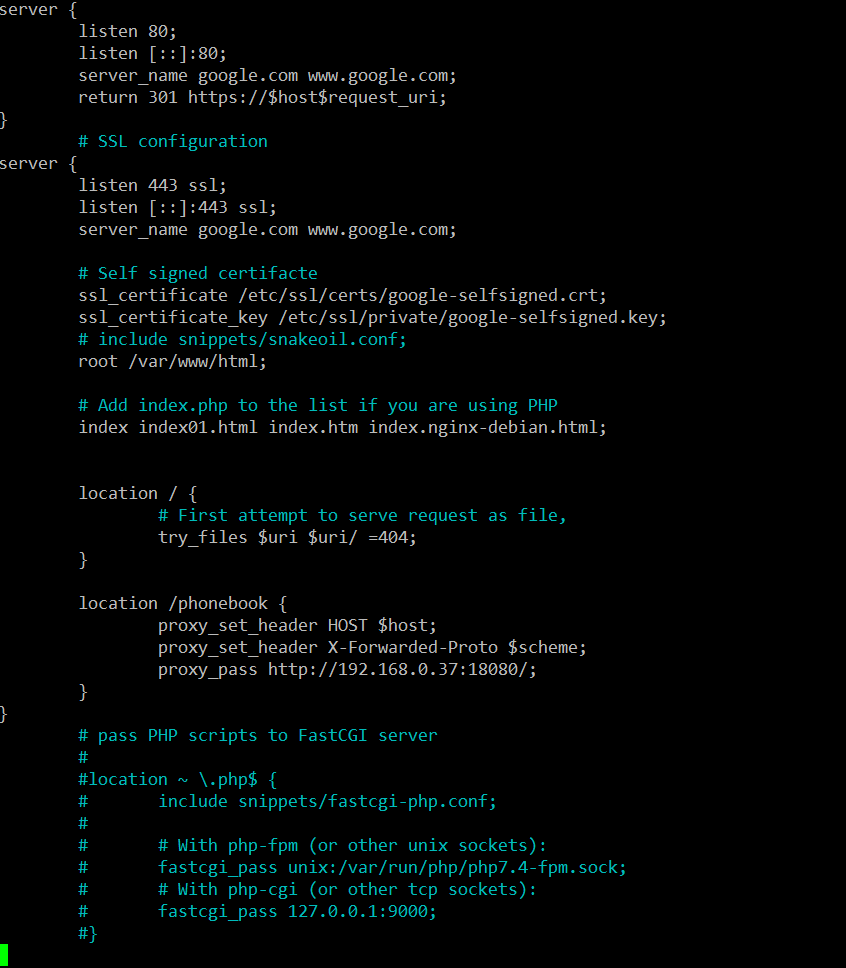 server {
        listen 80;
        listen [::]:80;
        server_name google.com www.google.com;
        return 301 https://$host$request_uri;
}
        # SSL configuration
server {
        listen 443 ssl;
        listen [::]:443 ssl;
        server_name google.com www.google.com;

        # Self signed certifacte
        ssl_certificate /etc/ssl/certs/google-selfsigned.crt;
        ssl_certificate_key /etc/ssl/private/google-selfsigned.key;
        # include snippets/snakeoil.conf;
        root /var/www/html;

        # Add index.php to the list if you are using PHP
        index index01.html index.htm index.nginx-debian.html;


        location / {
                # First attempt to serve request as file,
                try_files $uri $uri/ =404;
        }

        location /phonebook {
                proxy_set_header HOST $host;
                proxy_set_header X-Forwarded-Proto $scheme;
                proxy_pass http://192.168.0.37:18080/;
        }
}
        # pass PHP scripts to FastCGI server
        #
        #location ~ \.php$ {
        #       include snippets/fastcgi-php.conf;
        #
        #       # With php-fpm (or other unix sockets):
        #       fastcgi_pass unix:/var/run/php/php7.4-fpm.sock;
        #       # With php-cgi (or other tcp sockets):
        #       fastcgi_pass 127.0.0.1:9000;
        #}